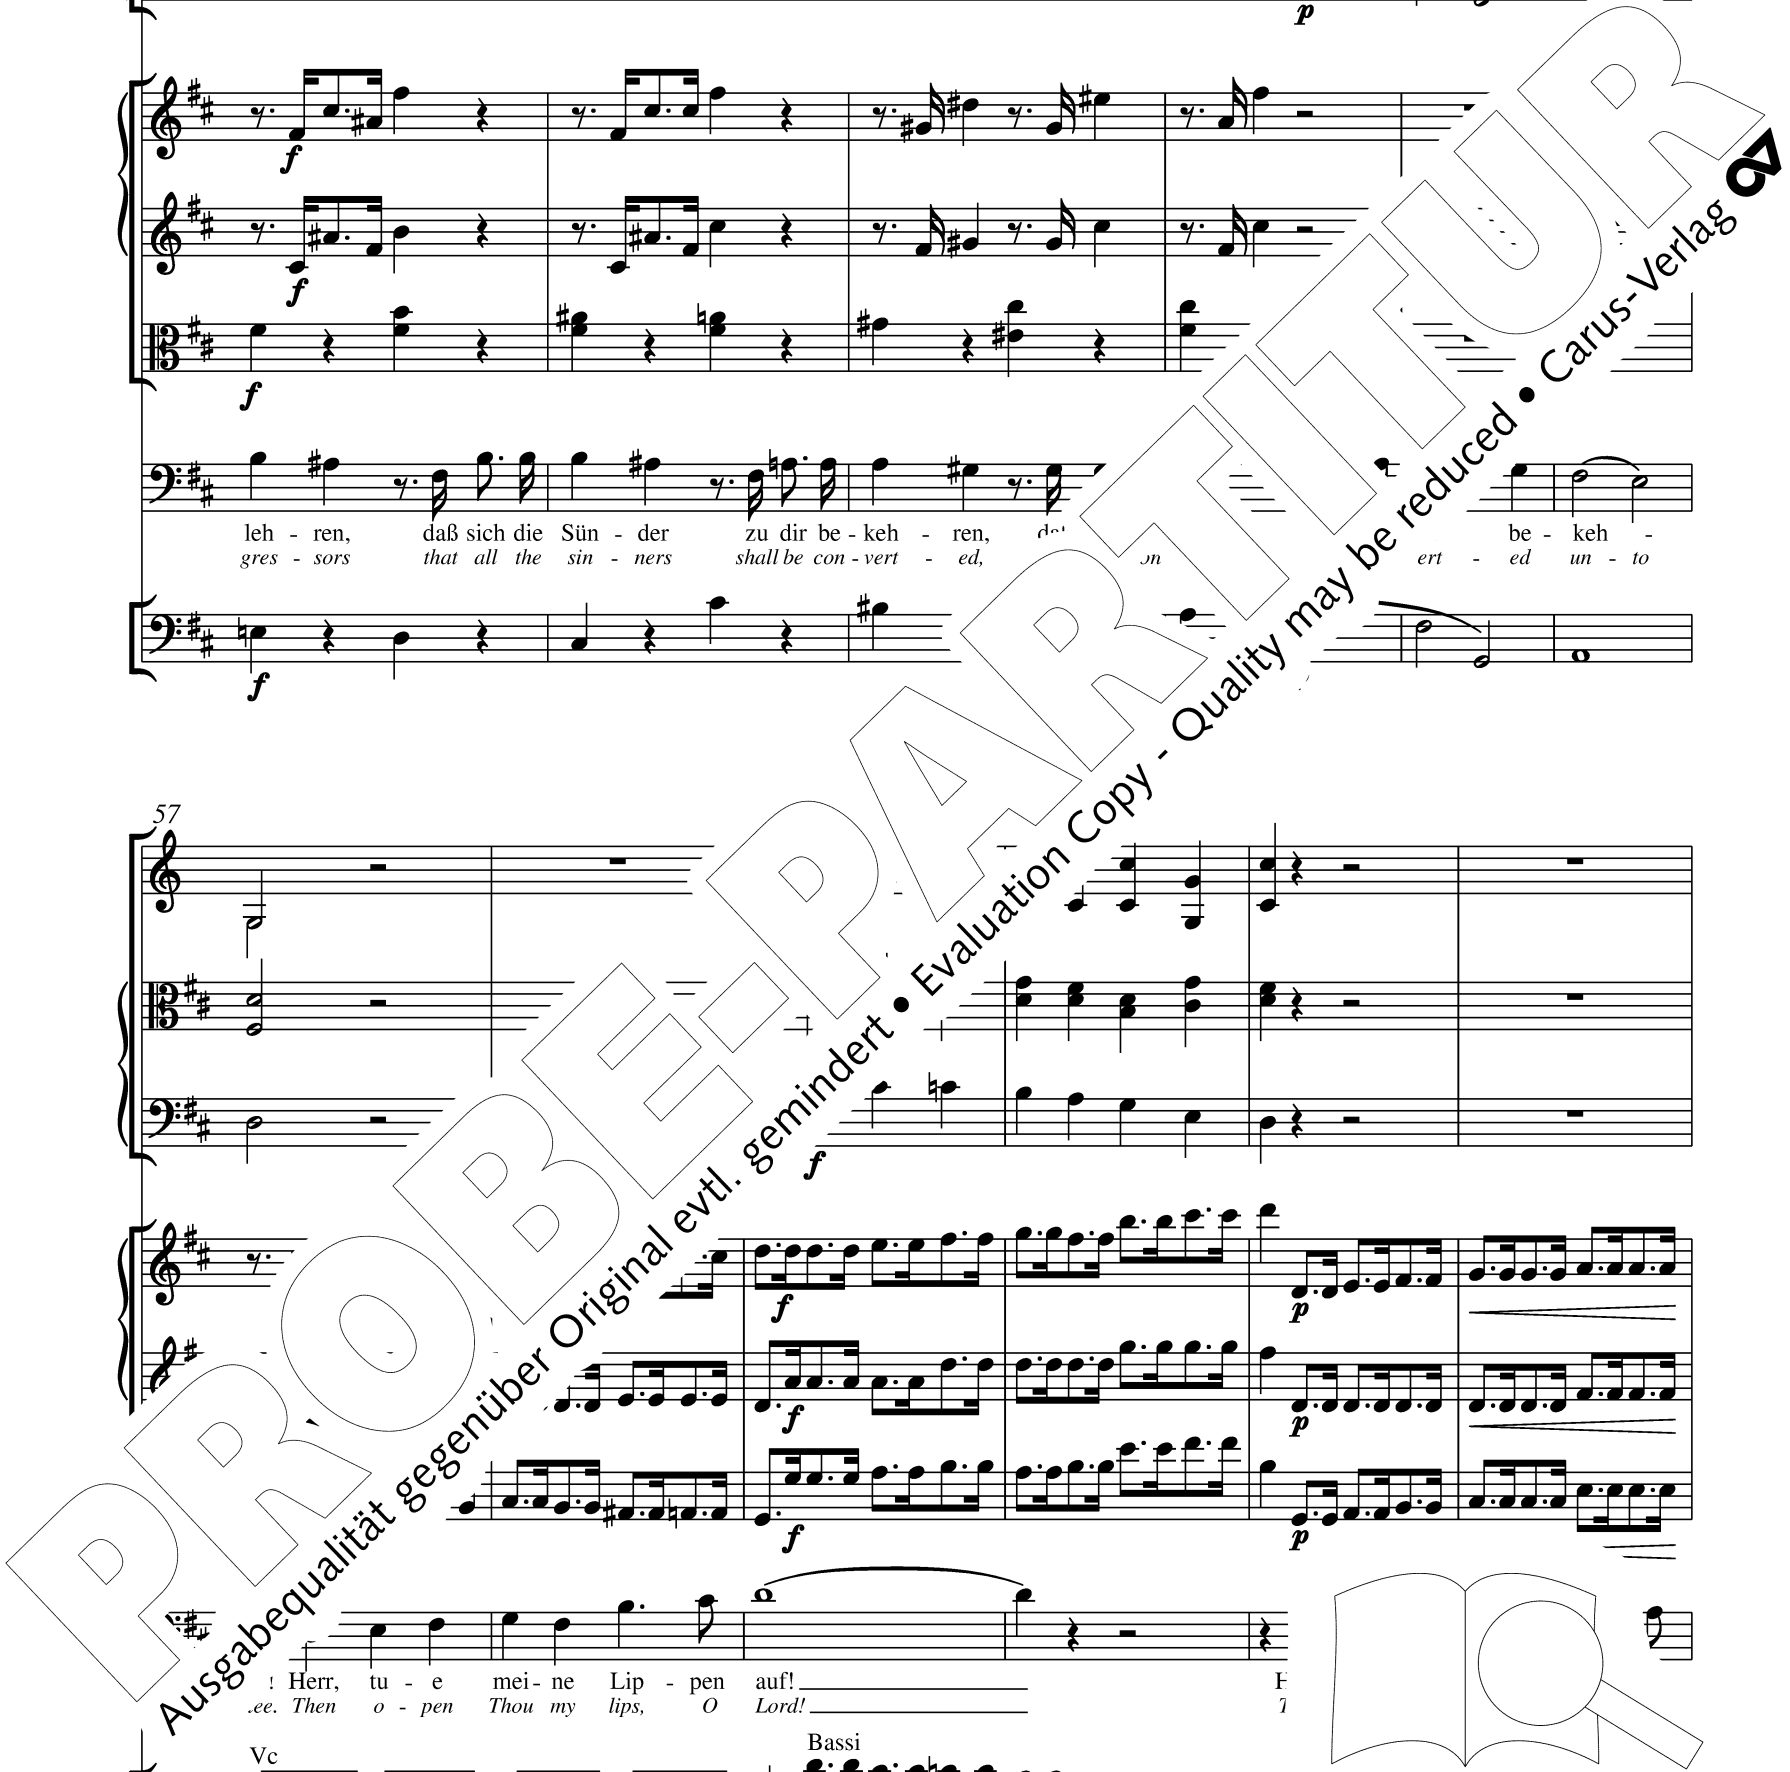 p
f
f
f
leh - ren, daß sich die Sün - der zu dir be - keh - ren, be - keh -
gres - sors that all the sin - ners shall be con - vert - ed, ert - ed un - to
f
57
f
f p
f p
f p
! Herr, tu - e mei - ne Lip - pen auf!
Then o - pen Thou my lips, O Lord!
Vc Bassi
PROBE-PARTITUR
Ausgabequalität gegenüber Original evtl. gemindert • Evaluation Copy - Quality may be reduced • Carus-Verlag